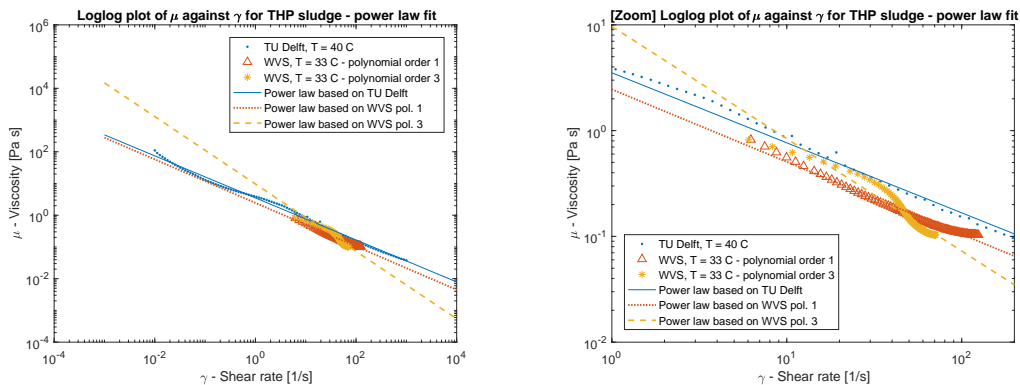 Loglog plot of μ against γ for THP sludge - power law fit
10^6
10^4
10^2
10^0
10^-2
10^-4
μ - Viscosity [Pa s]
TU Delft, T = 40 C
WVS, T = 33 C - polynomial order 1
WVS, T = 33 C - polynomial order 3
Power law based on TU Delft
Power law based on WVS pol. 1
Power law based on WVS pol. 3
10^-4
10^-2
10^0
10^2
10^4
γ - Shear rate [1/s]
[Zoom] Loglog plot of μ against γ for THP sludge - power law fit
10^1
10^0
10^-1
10^-2
μ - Viscosity [Pa s]
TU Delft, T = 40 C
WVS, T = 33 C - polynomial order 1
WVS, T = 33 C - polynomial order 3
Power law based on TU Delft
Power law based on WVS pol. 1
Power law based on WVS pol. 3
10^0
10^1
10^2
γ - Shear rate [1/s]